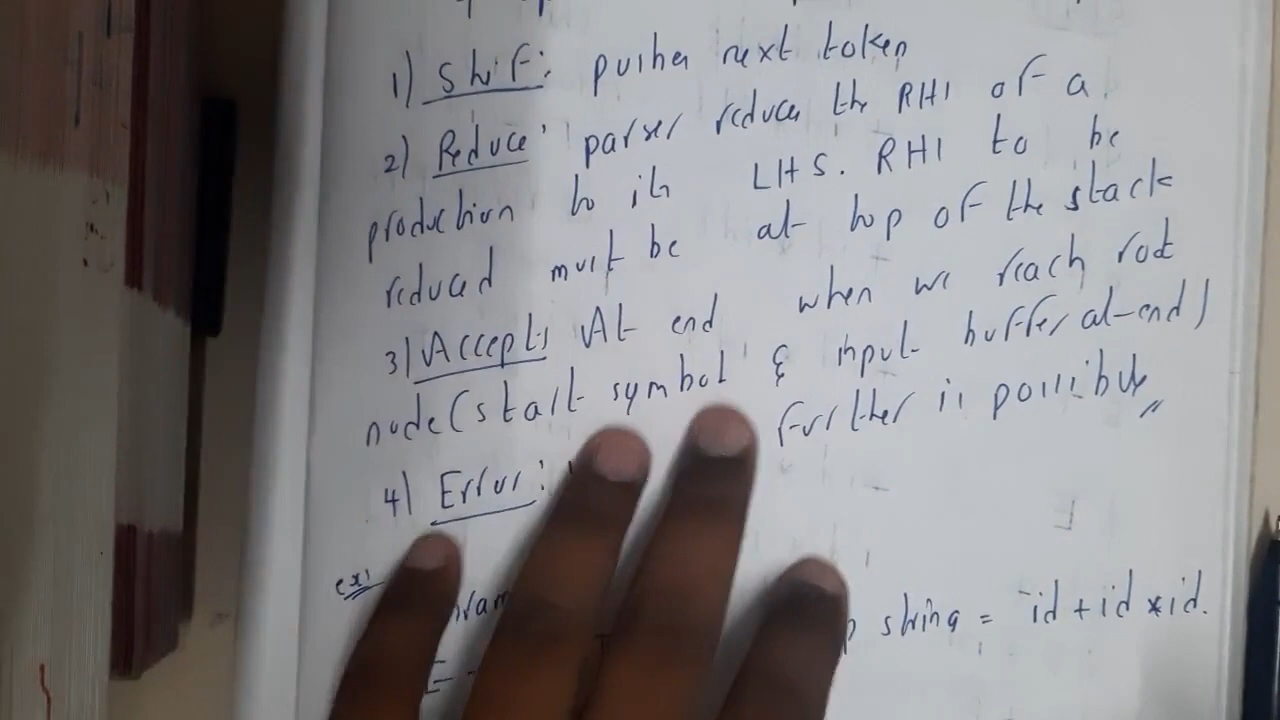 1) Shift: pushes next token
2) Reduce: parser reduces the RHS of a
production to its LHS. RHS to be
reduced must be at top of the stack
3) Accepts At end when we reach root
node (start symbol & input buffer at end)
4) Error: further is possible
ex:
string = id + id * id.
E